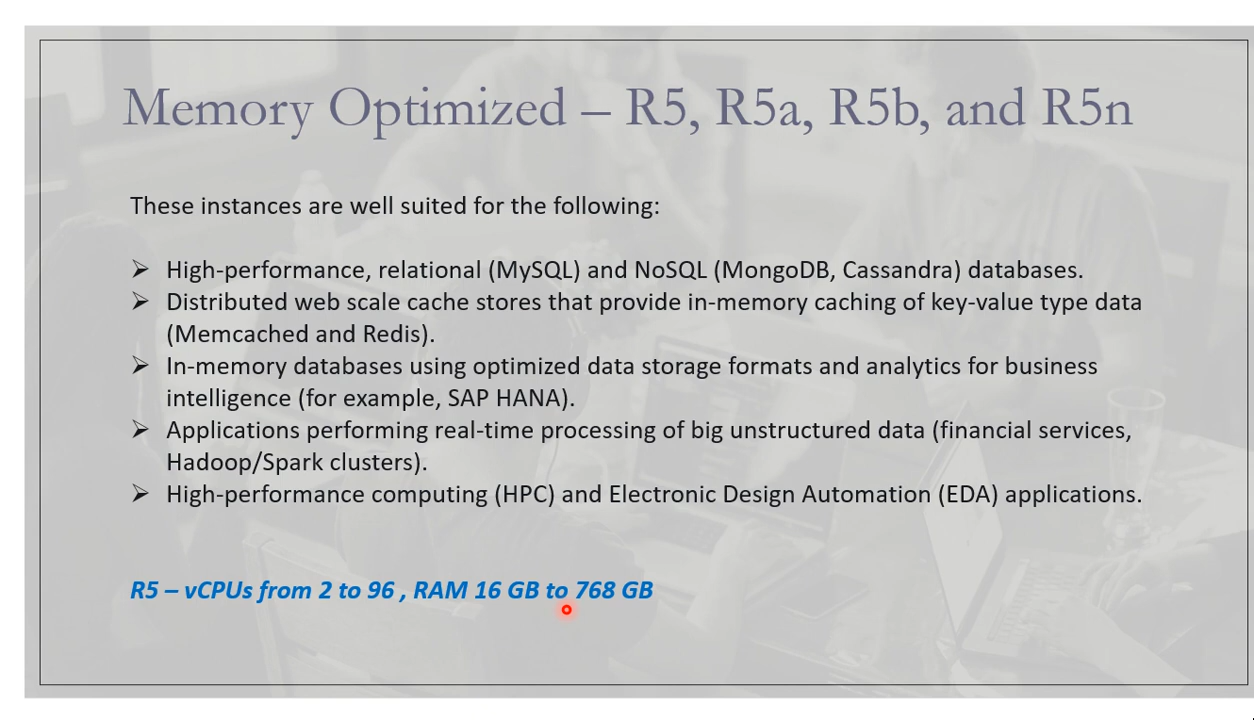 Memory Optimized – R5, R5a, R5b, and R5n
These instances are well suited for the following:
➢ High-performance, relational (MySQL) and NoSQL (MongoDB, Cassandra) databases.
➢ Distributed web scale cache stores that provide in-memory caching of key-value type data
(Memcached and Redis).
➢ In-memory databases using optimized data storage formats and analytics for business
intelligence (for example, SAP HANA).
➢ Applications performing real-time processing of big unstructured data (financial services,
Hadoop/Spark clusters).
➢ High-performance computing (HPC) and Electronic Design Automation (EDA) applications.
R5 – vCPUs from 2 to 96 , RAM 16 GB to 768 GB